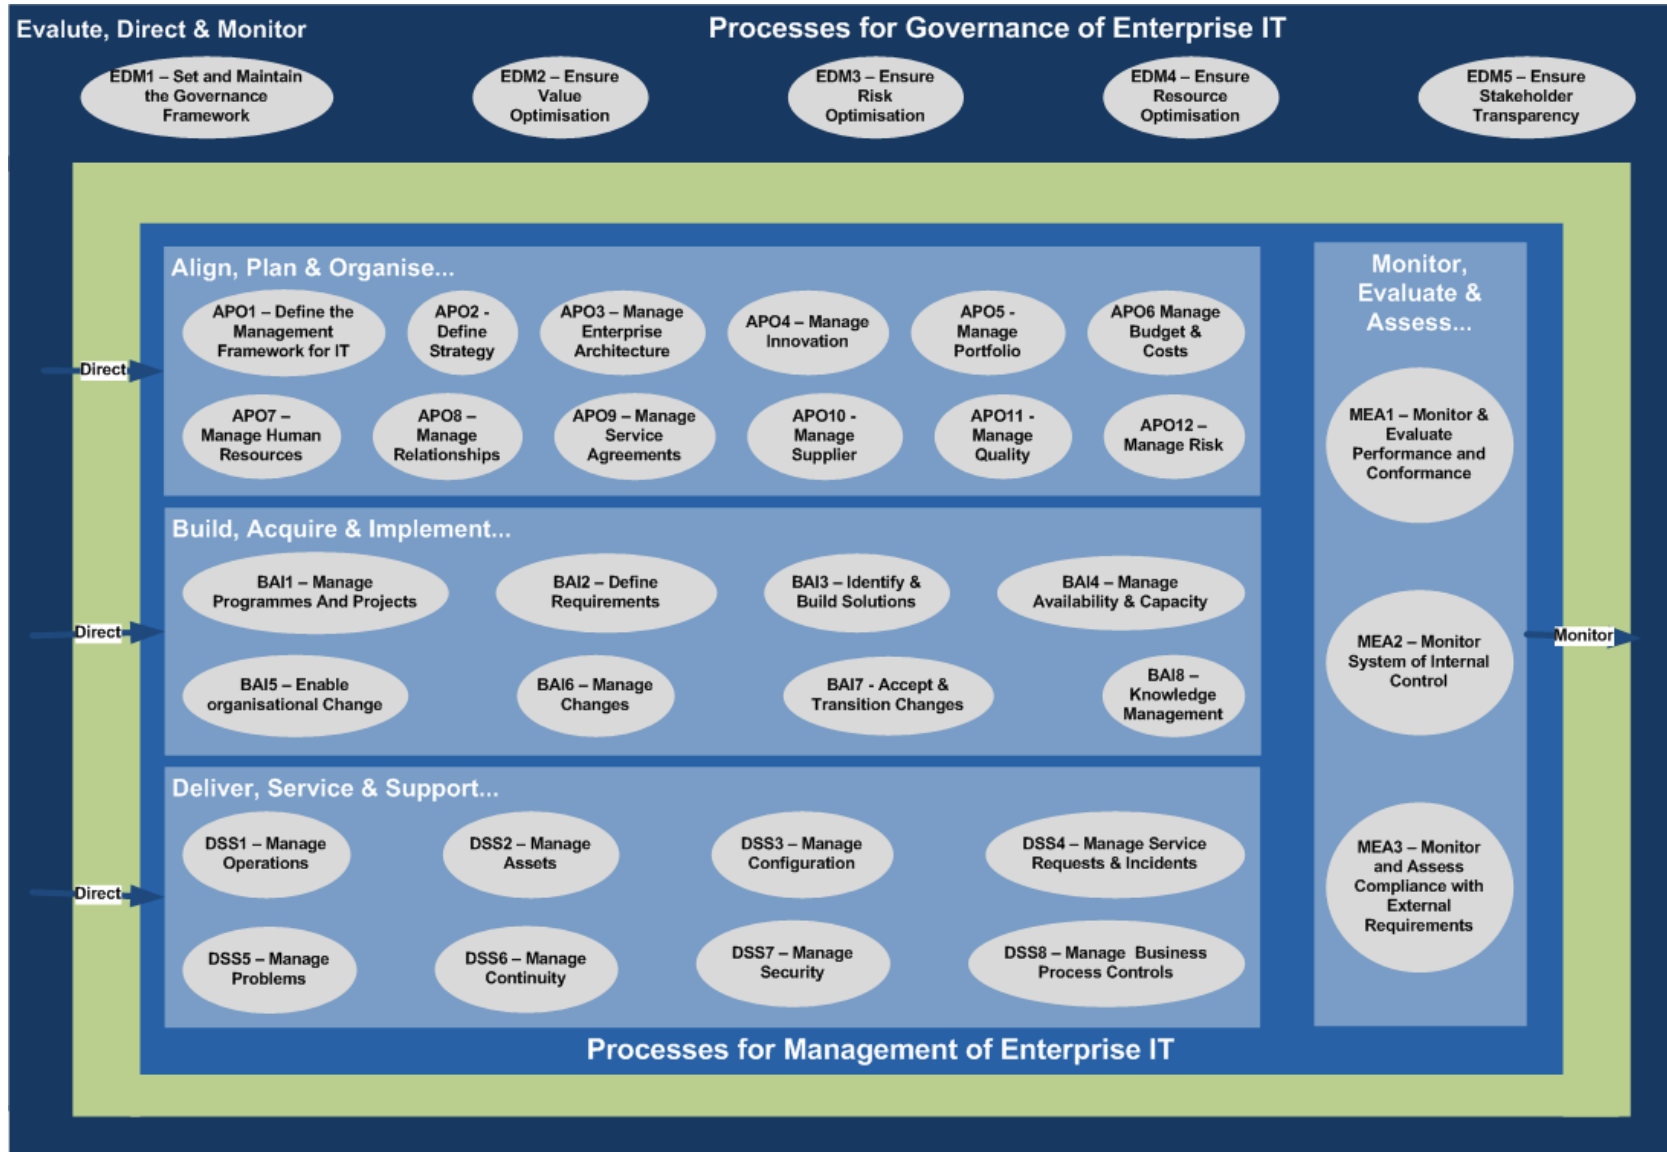 Evalute, Direct & Monitor
Processes for Governance of Enterprise IT
EDM1 – Set and Maintain
the Governance
Framework
EDM2 – Ensure
Value
Optimisation
EDM3 – Ensure
Risk
Optimisation
EDM4 – Ensure
Resource
Optimisation
EDM5 – Ensure
Stakeholder
Transparency
Align, Plan & Organise...
APO1 – Define the
Management
Framework for IT
APO2 -
Define
Strategy
APO3 – Manage
Enterprise
Architecture
APO4 – Manage
Innovation
APO5 -
Manage
Portfolio
APO6 Manage
Budget &
Costs
Direct
APO7 –
Manage Human
Resources
APO8 –
Manage
Relationships
APO9 – Manage
Service
Agreements
APO10 -
Manage
Supplier
APO11 -
Manage
Quality
APO12 –
Manage Risk
Build, Acquire & Implement...
BAI1 – Manage
Programmes And Projects
BAI2 – Define
Requirements
BAI3 – Identify &
Build Solutions
BAI4 – Manage
Availability & Capacity
Direct
BAI5 – Enable
organisational Change
BAI6 – Manage
Changes
BAI7 - Accept &
Transition Changes
BAI8 –
Knowledge
Management
Deliver, Service & Support...
DSS1 – Manage
Operations
DSS2 – Manage
Assets
DSS3 – Manage
Configuration
DSS4 – Manage Service
Requests & Incidents
Direct
DSS5 – Manage
Problems
DSS6 – Manage
Continuity
DSS7 – Manage
Security
DSS8 – Manage  Business
Process Controls
Monitor,
Evaluate &
Assess...
MEA1 – Monitor &
Evaluate
Performance and
Conformance
MEA2 – Monitor
System of Internal
Control
Monitor
MEA3 – Monitor
and Assess
Compliance with
External
Requirements
Processes for Management of Enterprise IT